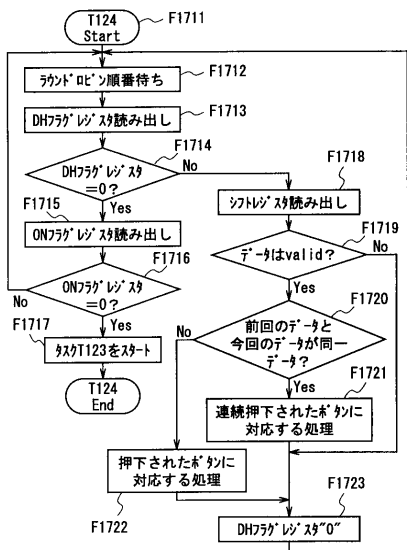 T124
Start
F1711
ラウンドロビン順番待ち
F1712
DHフラグレジスタ読み出し
F1713
DHフラグレジスタ
=0?
F1714
No
Yes
F1715
ONフラグレジスタ読み出し
ONフラグレジスタ
=0?
F1716
No
Yes
F1717
タスクT123をスタート
T124
End
F1718
シフトレジスタ読み出し
F1719
データはvalid?
No
Yes
F1720
前回のデータと
今回のデータが同一
データ?
No
Yes
F1721
連続押下されたボタンに
対応する処理
押下されたボタンに
対応する処理
F1722
F1723
DHフラグレジスタ"0"